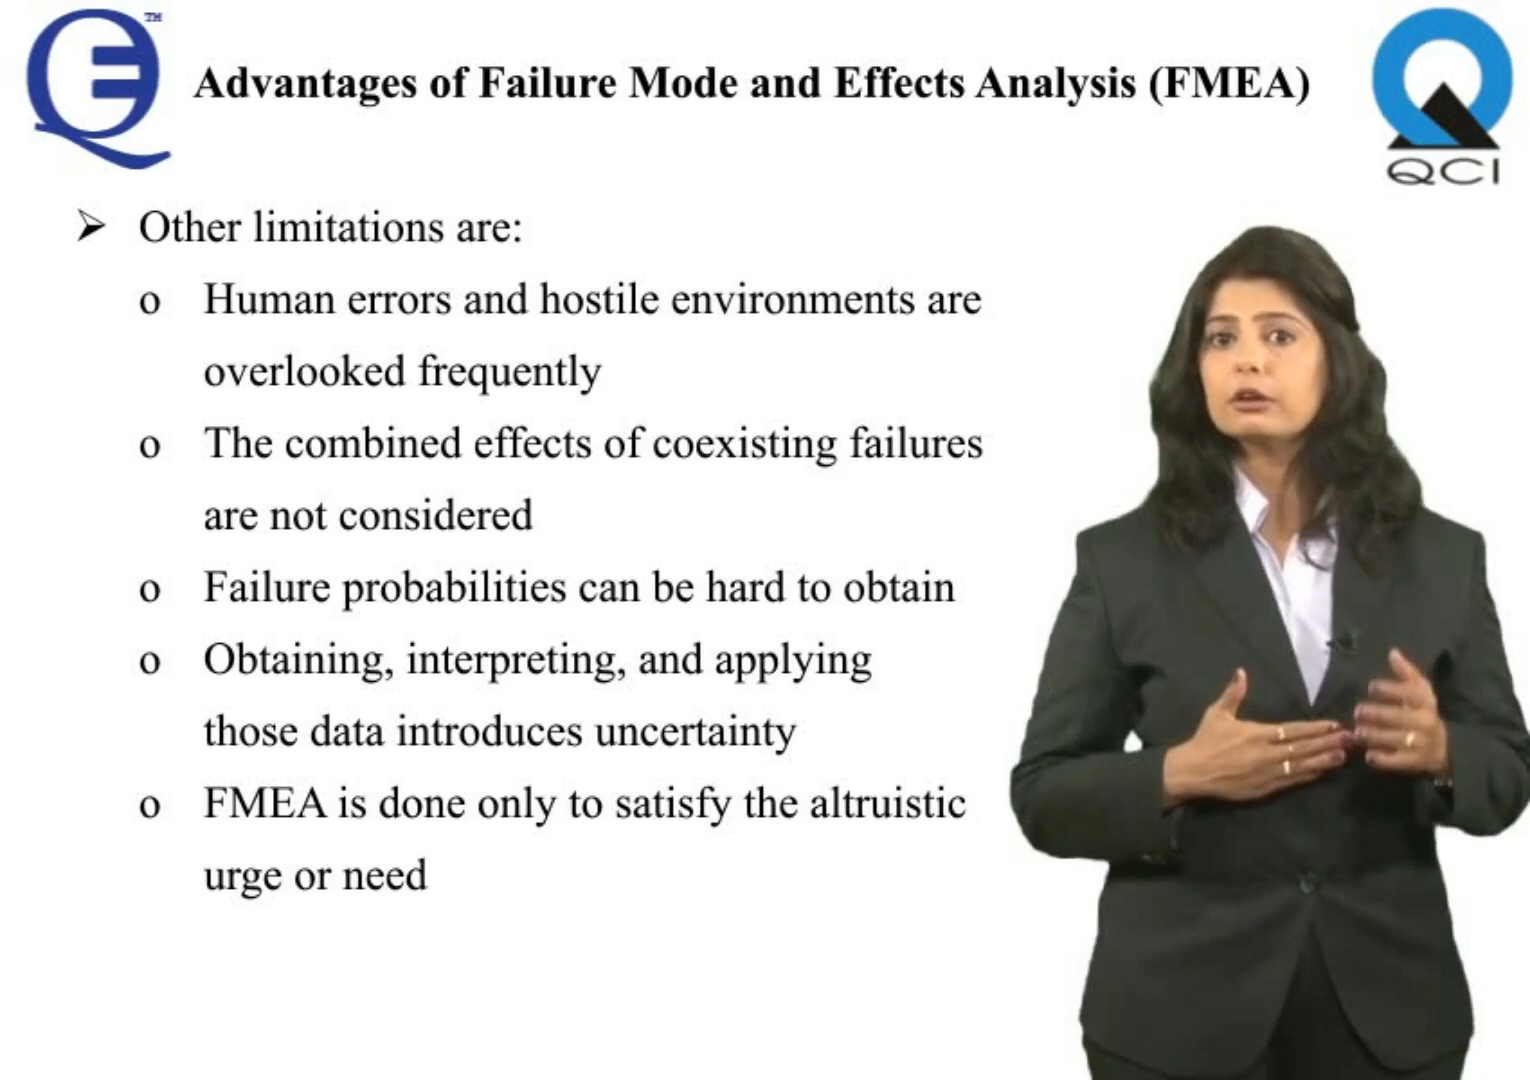 TM
Advantages of Failure Mode and Effects Analysis (FMEA)
QCI
➢ Other limitations are:
o Human errors and hostile environments are
overlooked frequently
o The combined effects of coexisting failures
are not considered
o Failure probabilities can be hard to obtain
o Obtaining, interpreting, and applying
those data introduces uncertainty
o FMEA is done only to satisfy the altruistic
urge or need